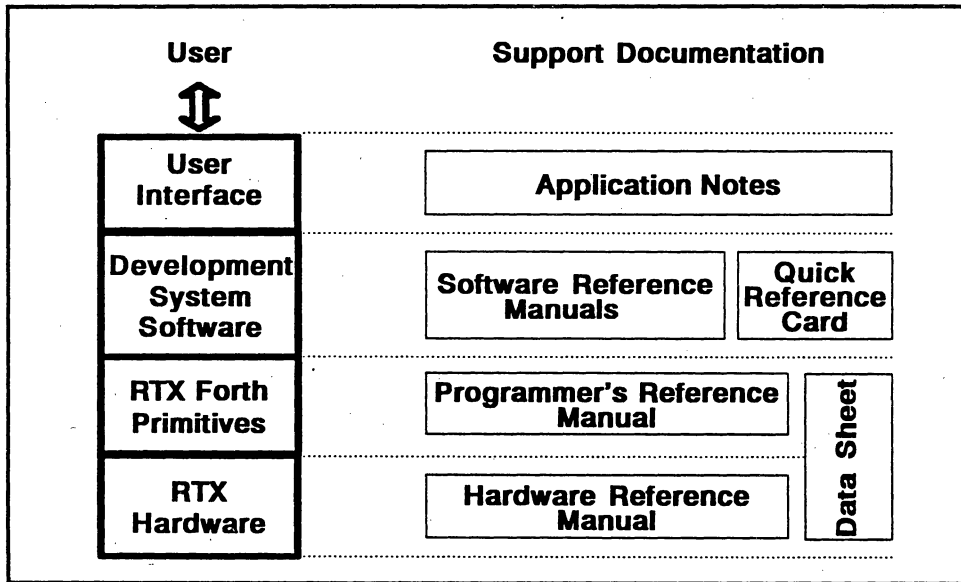 User
Support Documentation
User
Interface
Application Notes
Development
System
Software
Software Reference
Manuals
Quick
Reference
Card
RTX Forth
Primitives
Programmer's Reference
Manual
Data Sheet
RTX
Hardware
Hardware Reference
Manual